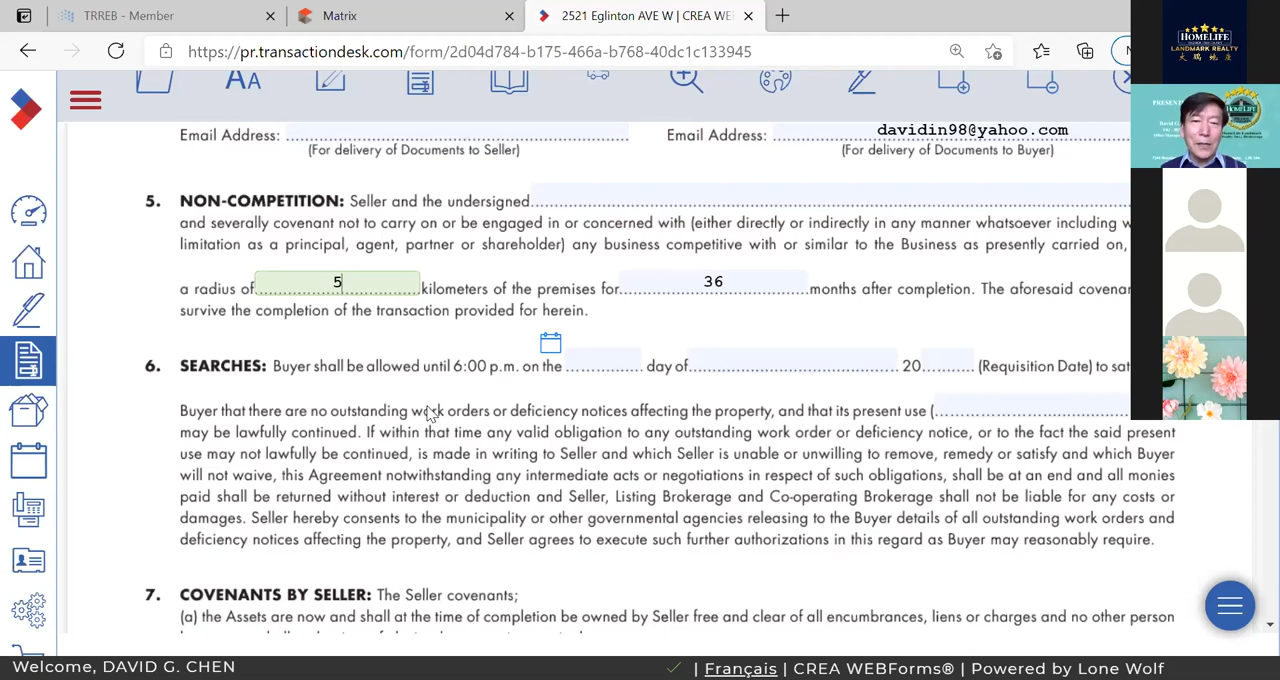 TRREB - Member
Matrix
2521 Eglinton AVE W | CREA WE
https://pr.transactiondesk.com/form/2d04d784-b175-466a-b768-40dc1c133945
HOMELIFE
LANDMARK REALTY
Email Address:
Email Address: davidin98@yahoo.com
(For delivery of Documents to Seller)
(For delivery of Documents to Buyer)
5. NON-COMPETITION: Seller and the undersigned
and severally covenant not to carry on or be engaged in or concerned with (either directly or indirectly in any manner whatsoever including w
limitation as a principal, agent, partner or shareholder) any business competitive with or similar to the Business as presently carried on,
a radius of 5 kilometers of the premises for 36 months after completion. The aforesaid covenan
survive the completion of the transaction provided for herein.
6. SEARCHES: Buyer shall be allowed until 6:00 p.m. on the day of 20 (Requisition Date) to sat
Buyer that there are no outstanding work orders or deficiency notices affecting the property, and that its present use (
may be lawfully continued. If within that time any valid obligation to any outstanding work order or deficiency notice, or to the fact the said present
use may not lawfully be continued, is made in writing to Seller and which Seller is unable or unwilling to remove, remedy or satisfy and which Buyer
will not waive, this Agreement notwithstanding any intermediate acts or negotiations in respect of such obligations, shall be at an end and all monies
paid shall be returned without interest or deduction and Seller, Listing Brokerage and Co-operating Brokerage shall not be liable for any costs or
damages. Seller hereby consents to the municipality or other governmental agencies releasing to the Buyer details of all outstanding work orders and
deficiency notices affecting the property, and Seller agrees to execute such further authorizations in this regard as Buyer may reasonably require.
7. COVENANTS BY SELLER: The Seller covenants;
(a) the Assets are now and shall at the time of completion be owned by Seller free and clear of all encumbrances, liens or charges and no other person
Welcome, DAVID G. CHEN
| Français | CREA WEBForms® | Powered by Lone Wolf